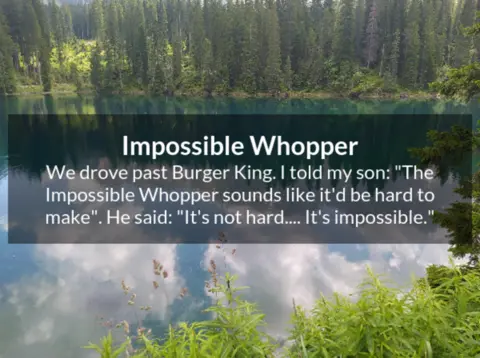 Impossible Whopper
We drove past Burger King. I told my son: "The
Impossible Whopper sounds like it'd be hard to
make". He said: "It's not hard.... It's impossible."